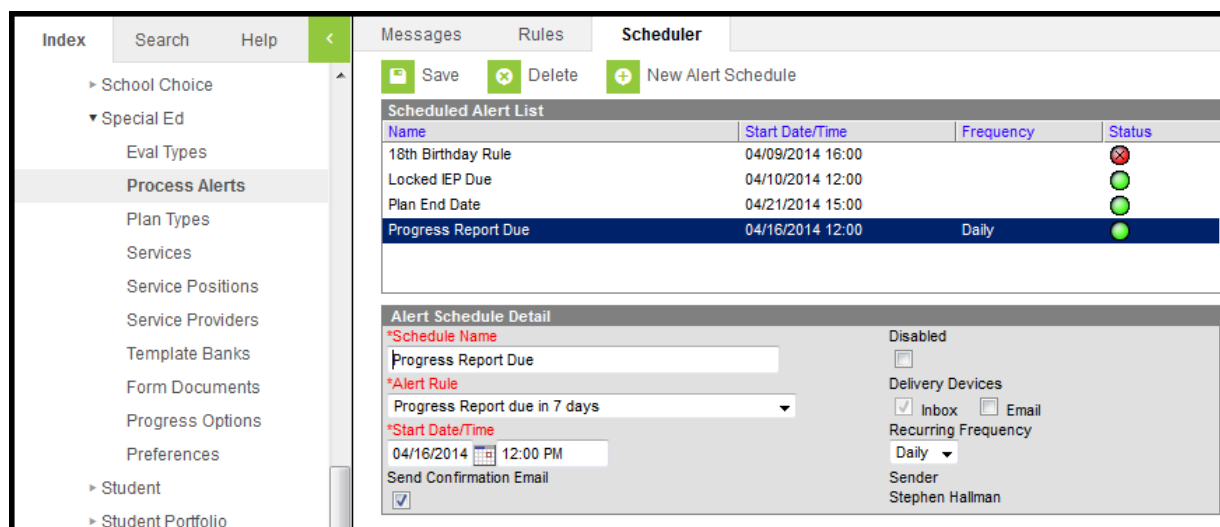 Index Search Help <
School Choice
Special Ed
Eval Types
Process Alerts
Plan Types
Services
Service Positions
Service Providers
Template Banks
Form Documents
Progress Options
Preferences
Student
Student Portfolio
Messages Rules Scheduler
Save Delete New Alert Schedule
Scheduled Alert List
Name Start Date/Time Frequency Status
18th Birthday Rule 04/09/2014 16:00
Locked IEP Due 04/10/2014 12:00
Plan End Date 04/21/2014 15:00
Progress Report Due 04/16/2014 12:00 Daily
Alert Schedule Detail
*Schedule Name Disabled
Progress Report Due
*Alert Rule Delivery Devices
Progress Report due in 7 days Inbox Email
*Start Date/Time Recurring Frequency
04/16/2014 12:00 PM Daily
Send Confirmation Email Sender
Stephen Hallman